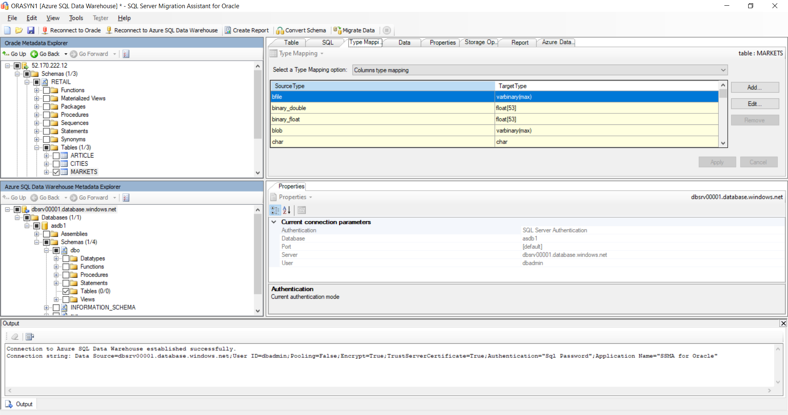 ORASYN1 [Azure SQL Data Warehouse] * - SQL Server Migration Assistant for Oracle
File Edit View Tools Tester Help
Reconnect to Oracle Reconnect to Azure SQL Data Warehouse Create Report Convert Schema Migrate Data
Oracle Metadata Explorer
Go Up Go Back Go Forward
52.170.222.12
Schemas (1/3)
RETAIL
Functions
Materialized Views
Packages
Procedures
Sequences
Statements
Synonyms
Tables (1/3)
ARTICLE
CITIES
MARKETS
Table SQL Type Mappi Data Properties Storage Op. Report Azure Data.
Type Mapping
table : MARKETS
Select a Type Mapping option: Columns type mapping
SourceType TargetType
bfile varbinary(max)
binary_double float[53]
binary_float float[53]
blob varbinary(max)
char char
Add...
Edit...
Remove
Apply Cancel
Azure SQL Data Warehouse Metadata Explorer
Go Up Go Back Go Forward
dbsrv00001.database.windows.net
Databases (1/1)
asdb1
Assemblies
Schemas (1/4)
dbo
Datatypes
Functions
Procedures
Statements
Tables (0/0)
Views
INFORMATION_SCHEMA
Properties
Properties
dbsrv00001.database.windows.net
Current connection parameters
Authentication SQL Server Authentication
Database asdb1
Port [default]
Server dbsrv00001.database.windows.net
User dbadmin
Authentication
Current authentication mode
Output
Connection to Azure SQL Data Warehouse established successfully.
Connection string: Data Source=dbsrv00001.database.windows.net;User ID=dbadmin;Pooling=False;Encrypt=True;TrustServerCertificate=True;Authentication="Sql Password";Application Name="SSMA for Oracle"
Output